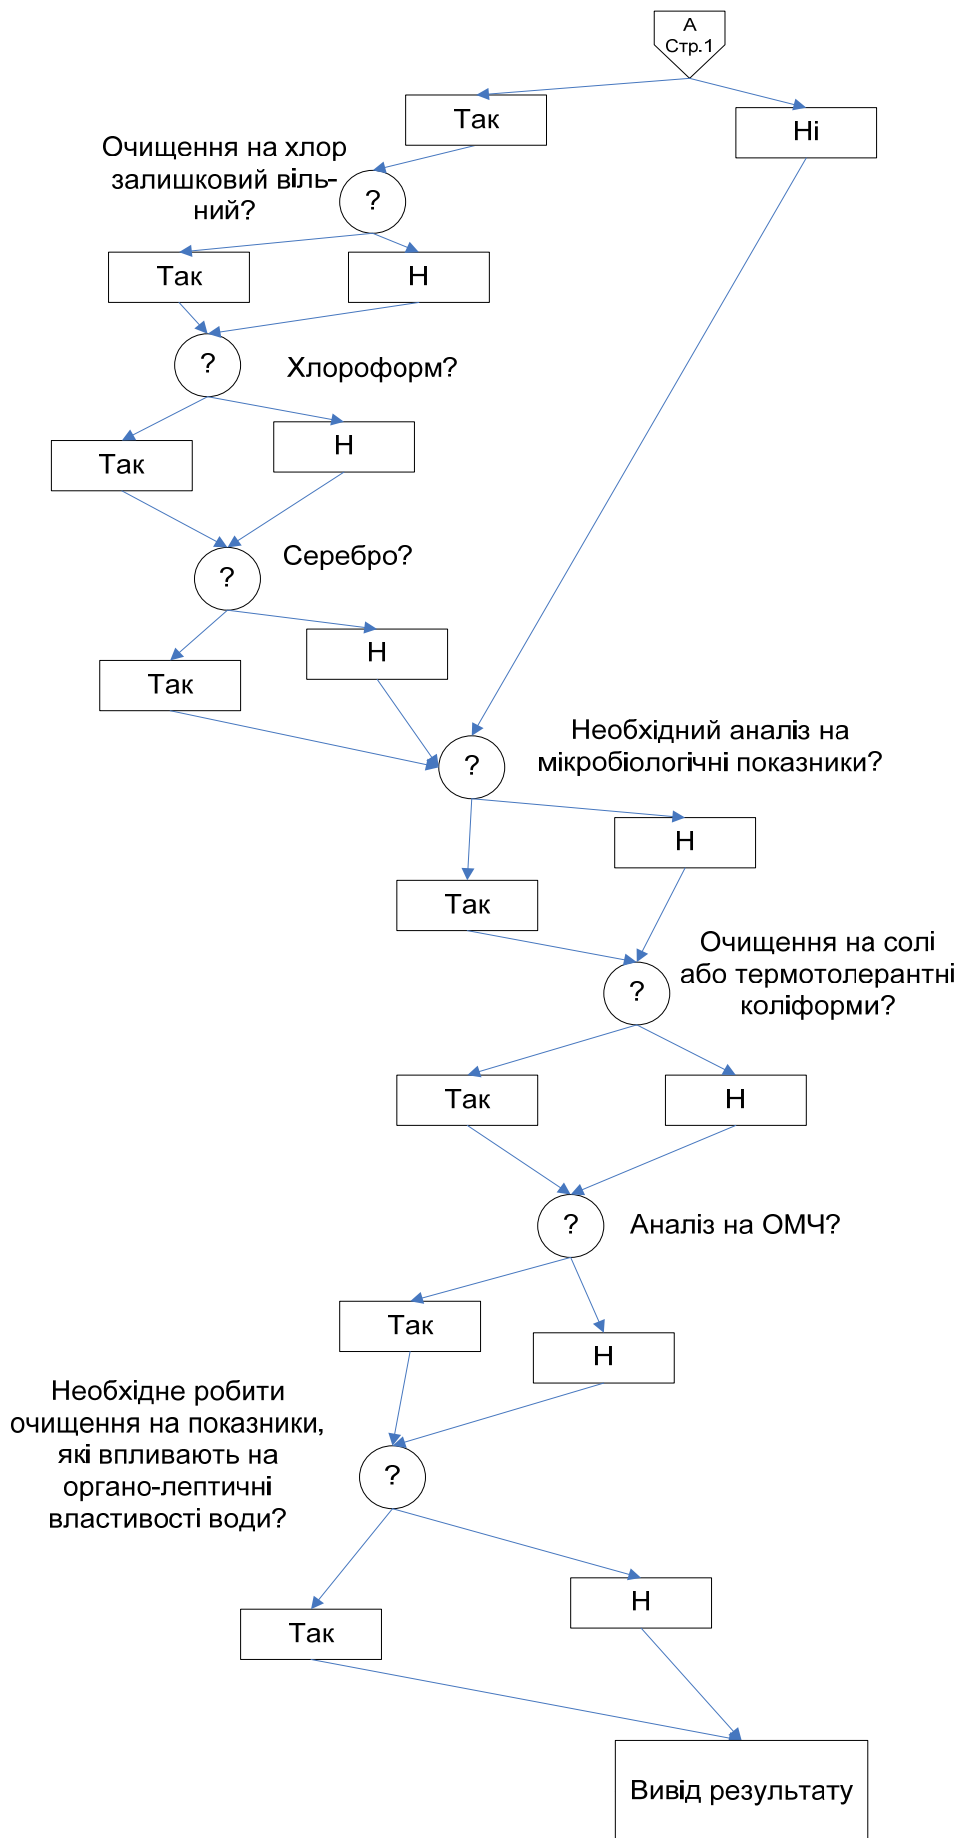 А
Стр.1
Так
Ні
Очищення на хлор
залишковий віль-
ний?
?
Так
Н
?
Хлороформ?
Так
Н
Серебро?
?
Н
Так
Необхідний аналіз на
мікробіологічні показники?
?
Н
Так
Очищення на солі
або термотолерантні
коліформи?
?
Так
Н
?
Аналіз на ОМЧ?
Так
Н
Необхідне робити
очищення на показники,
які впливають на
органо-лептичні
властивості води?
?
Н
Так
Вивід результату